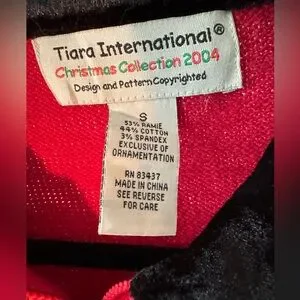 Tiara International®
Christmas Collection 2004
Design and Pattern Copyrighted
S
53% RAMIE
44% COTTON
3% SPANDEX
EXCLUSIVE OF
ORNAMENTATION
RN 83437
MADE IN CHINA
SEE REVERSE
FOR CARE